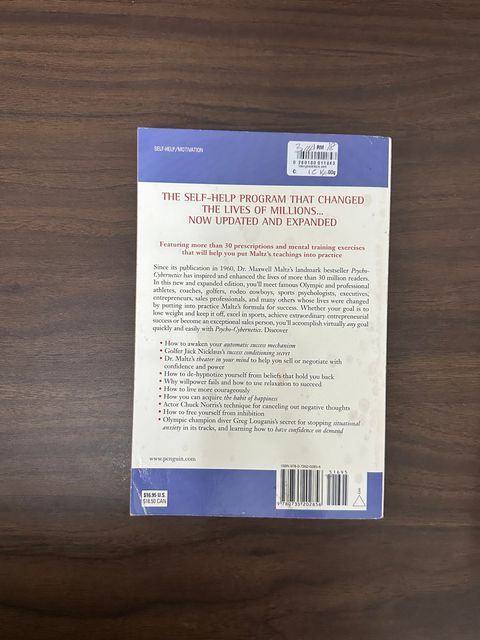 SELF-HELP/MOTIVATION
RM
C:
THE SELF-HELP PROGRAM THAT CHANGED
THE LIVES OF MILLIONS...
NOW UPDATED AND EXPANDED
Featuring more than 30 prescriptions and mental training exercises
that will help you put Maltz's teachings into practice
Since its publication in 1960, Dr. Maxwell Maltz's landmark bestseller Psycho-
Cybernetics has inspired and enhanced the lives of more than 30 million readers.
In this new and expanded edition, you'll meet famous Olympic and professional
athletes, coaches, golfers, rodeo cowboys, sports psychologists, executives,
entrepreneurs, sales professionals, and many others whose lives were changed
by putting into practice Maltz's formula for success. Whether your goal is to
lose weight and keep it off, excel in sports, achieve extraordinary entrepreneurial
success or become an exceptional sales person, you'll accomplish virtually any goal
quickly and easily with Psycho-Cybernetics. Discover
• How to awaken your automatic success mechanism
• Golfer Jack Nicklaus's success conditioning secret
• Dr. Maltz's theater in your mind to help you sell or negotiate with
confidence and power
• How to de-hypnotize yourself from beliefs that hold you back
• Why willpower fails and how to use relaxation to succeed
• How to live more courageously
• How you can acquire the habit of happiness
• Actor Chuck Norris's technique for canceling out negative thoughts
• How to free yourself from inhibition
• Olympic champion diver Greg Louganis's secret for stopping situational
anxiety in its tracks, and learning how to have confidence on demand
www.penguin.com
ISBN 978-0-7352-0285-6
51695
9 780735 202856
$16.95 U.S.
$18.50 CAN